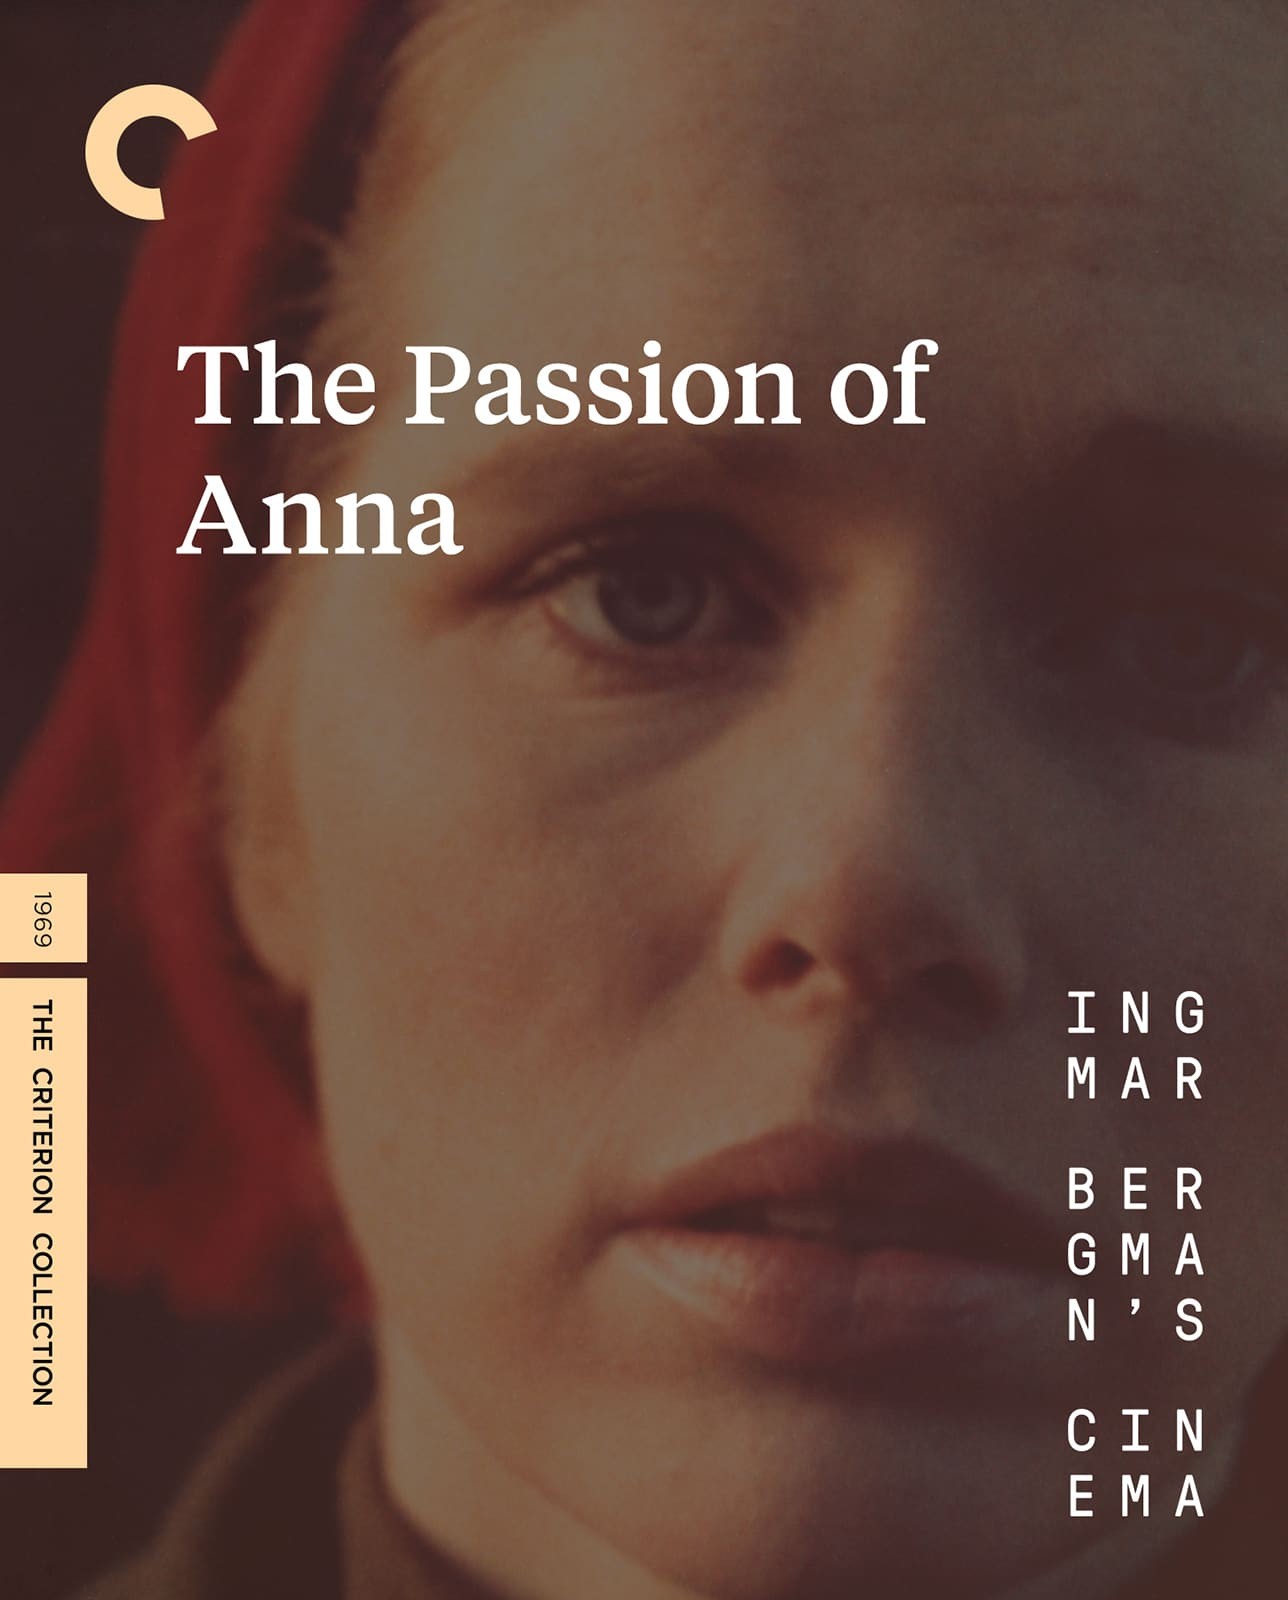 The Passion of
Anna
1969
THE CRITERION COLLECTION
ING
MAR
BER
GMA
N’S
CIN
EMA